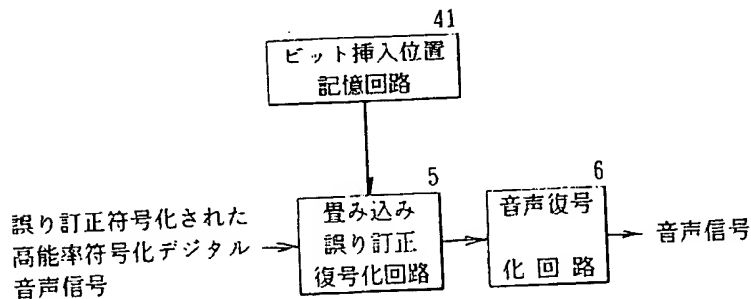 41
ビット挿入位置
記憶回路
5
畳み込み
誤り訂正
復号化回路
6
音声復号
化回路
誤り訂正符号化された
高能率符号化デジタル
音声信号
音声信号